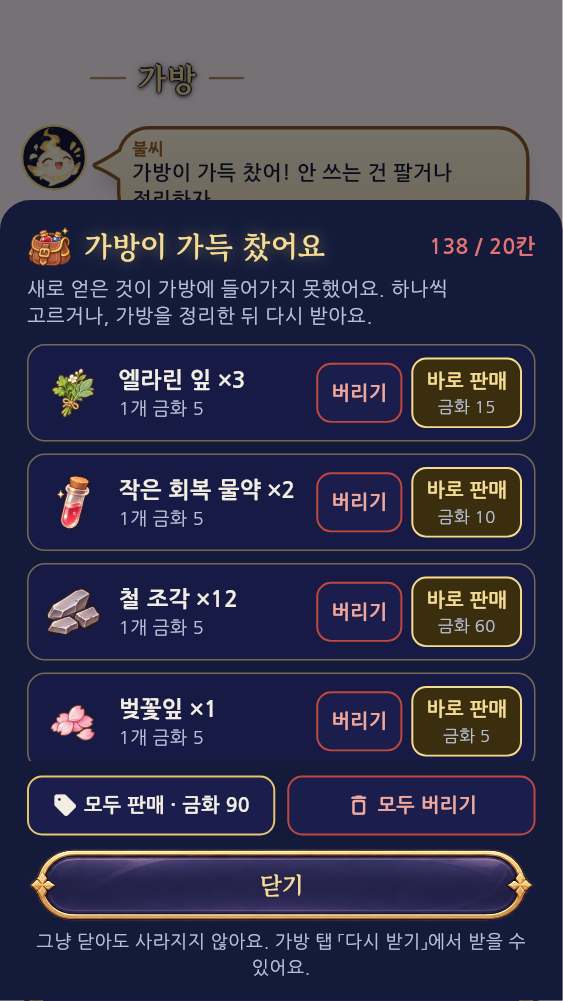 가방
불씨
가방이 가득 찼어! 안 쓰는 건 팔거나
정리하자
가방이 가득 찼어요
138 / 20칸
새로 얻은 것이 가방에 들어가지 못했어요. 하나씩
고르거나, 가방을 정리한 뒤 다시 받아요.
엘라린 잎 ×3
1개 금화 5
버리기
바로 판매
금화 15
작은 회복 물약 ×2
1개 금화 5
버리기
바로 판매
금화 10
철 조각 ×12
1개 금화 5
버리기
바로 판매
금화 60
벚꽃잎 ×1
1개 금화 5
버리기
바로 판매
금화 5
모두 판매 · 금화 90
모두 버리기
닫기
그냥 닫아도 사라지지 않아요. 가방 탭 「다시 받기」에서 받을 수
있어요.